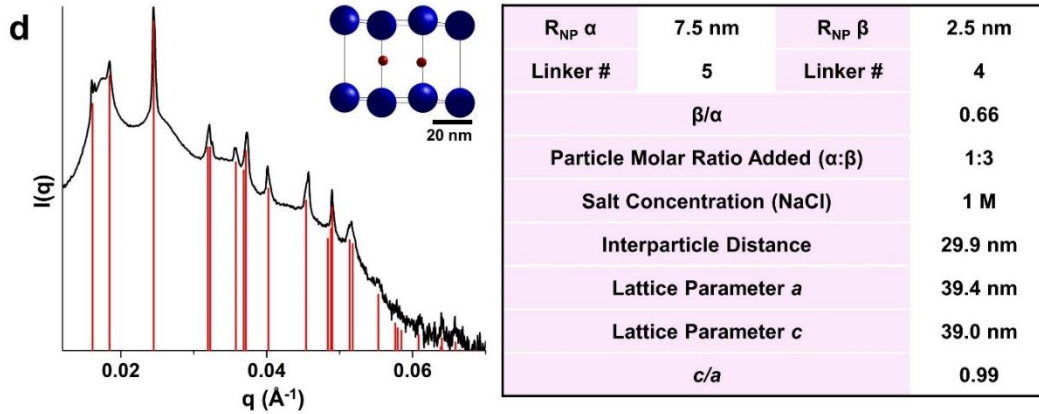 d
20 nm
I(q)
0.02
0.04
0.06
q (Å⁻¹)
R_NP α 7.5 nm R_NP β 2.5 nm
Linker # 5 Linker # 4
β/α 0.66
Particle Molar Ratio Added (α:β) 1:3
Salt Concentration (NaCl) 1 M
Interparticle Distance 29.9 nm
Lattice Parameter a 39.4 nm
Lattice Parameter c 39.0 nm
c/a 0.99